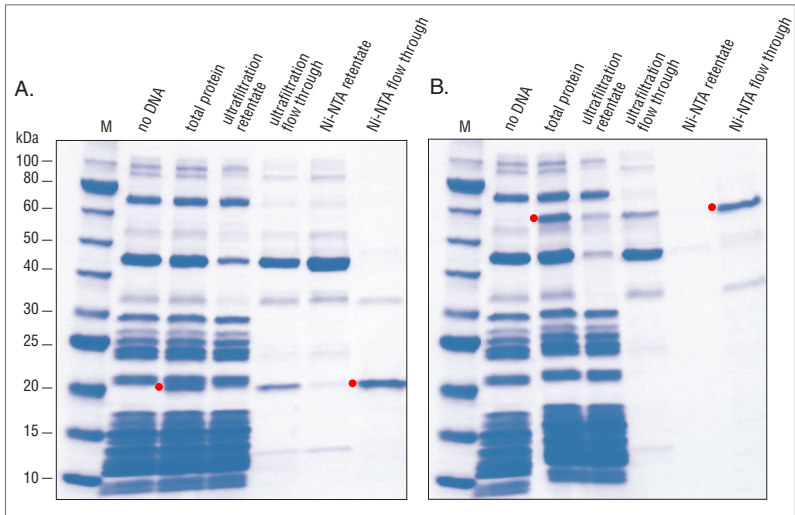 A.
M
no DNA
total protein
ultrafiltration
retentate
ultrafiltration
flow through
Ni-NTA retentate
Ni-NTA flow through
kDa
100
80
60
50
40
30
25
20
15
10
B.
M
no DNA
total protein
ultrafiltration
retentate
ultrafiltration
flow through
Ni-NTA retentate
Ni-NTA flow through